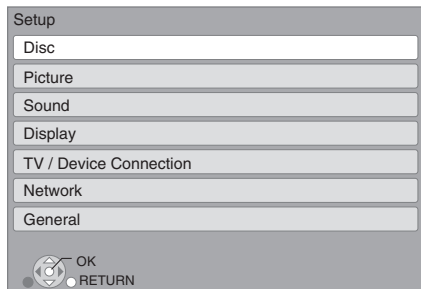 Setup
Disc
Picture
Sound
Display
TV / Device Connection
Network
General
OK
RETURN